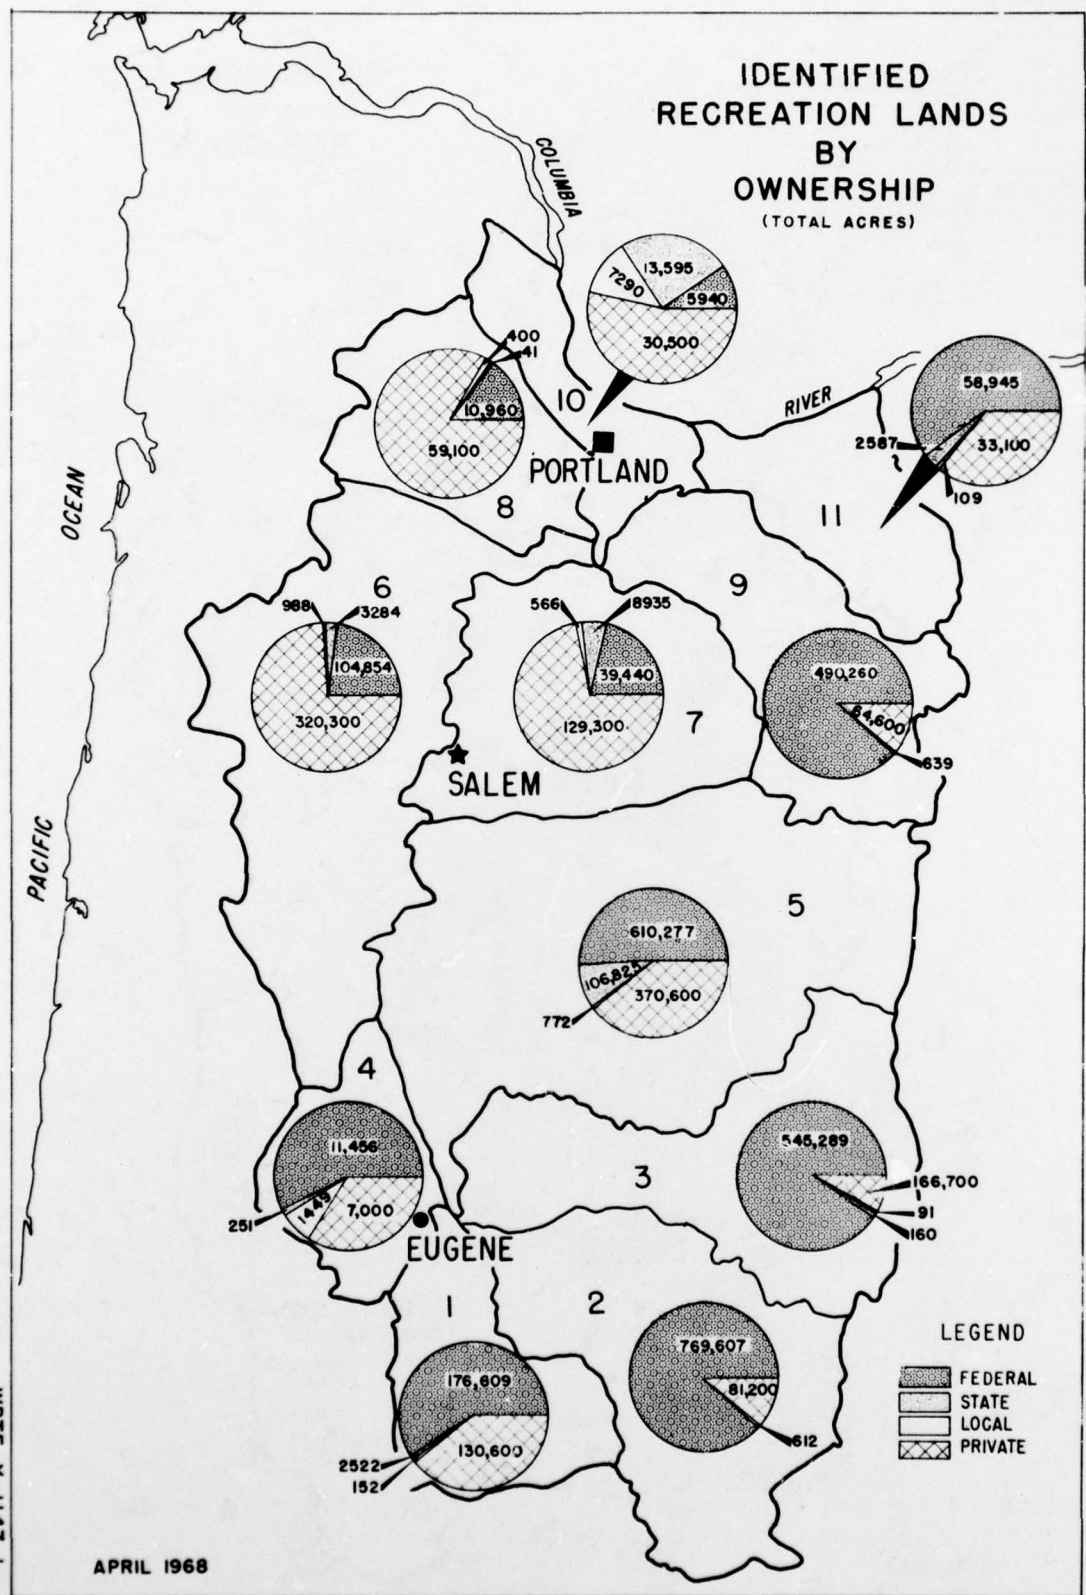 IDENTIFIED
RECREATION LANDS
BY
OWNERSHIP
(TOTAL ACRES)
COLUMBIA
13,595
7290
5940
30,500
400
41
10,960
59,100
10
RIVER
58,945
2587
33,100
109
PORTLAND
8
11
OCEAN
6
9
988
3284
104,854
320,300
566
8935
39,440
129,300
7
490,260
64,600
639
SALEM
PACIFIC
5
610,277
106,825
370,600
772
4
11,456
251
1449
7,000
EUGENE
3
545,289
166,700
91
160
1
2
176,609
130,600
2522
152
769,607
81,200
612
LEGEND
FEDERAL
STATE
LOCAL
PRIVATE
APRIL 1968